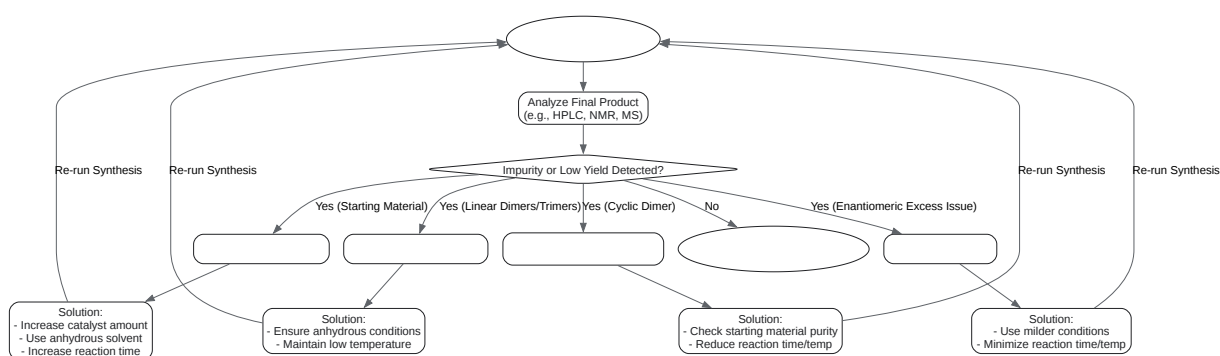 Analyze Final Product
(e.g., HPLC, NMR, MS)
Impurity or Low Yield Detected?
Re-run Synthesis
Re-run Synthesis
Re-run Synthesis
Re-run Synthesis
Yes (Starting Material)
Yes (Linear Dimers/Trimers)
Yes (Cyclic Dimer)
No
Yes (Enantiomeric Excess Issue)
Solution:
- Increase catalyst amount
- Use anhydrous solvent
- Increase reaction time
Solution:
- Ensure anhydrous conditions
- Maintain low temperature
Solution:
- Check starting material purity
- Reduce reaction time/temp
Solution:
- Use milder conditions
- Minimize reaction time/temp